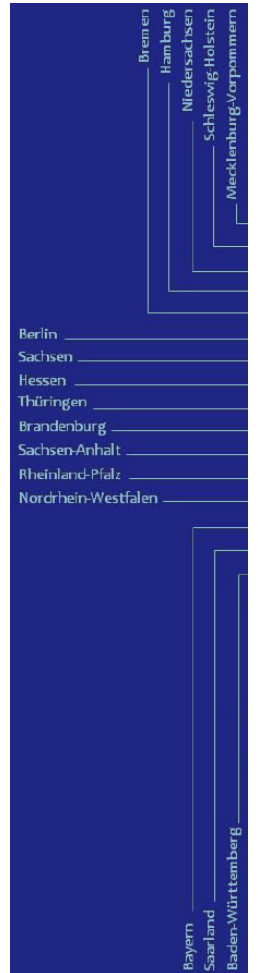 Bremen
Hamburg
Niedersachsen
Schleswig-Holstein
Mecklenburg-Vorpommern
Berlin
Sachsen
Hessen
Thüringen
Brandenburg
Sachsen-Anhalt
Rheinland-Pfalz
Nordrhein-Westfalen
Bayern
Saarland
Baden-Württemberg